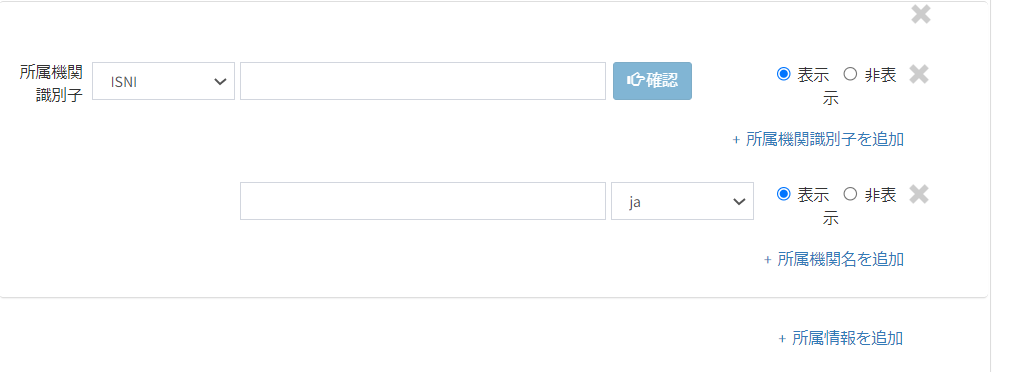 所属機関
識別子
ISNI
確認
表示 非表
示
+ 所属機関識別子を追加
ja
表示 非表
示
+ 所属機関名を追加
+ 所属情報を追加